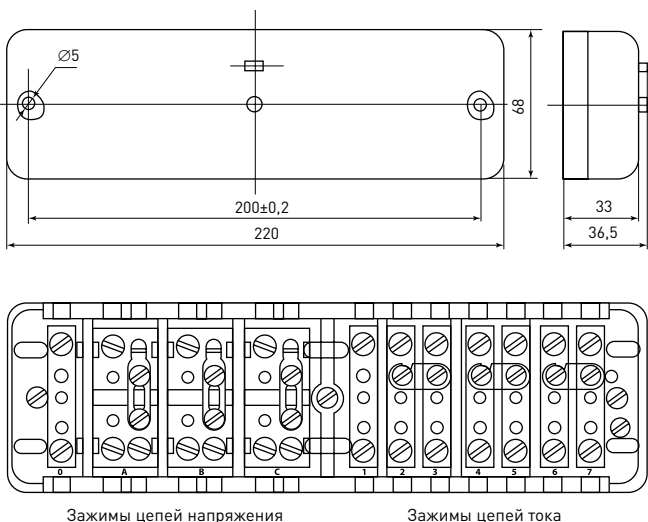 Ø5
68
200±0,2
220
33
36,5
0 A B C 1 2 3 4 5 6 7
Зажимы цепей напряжения
Зажимы цепей тока